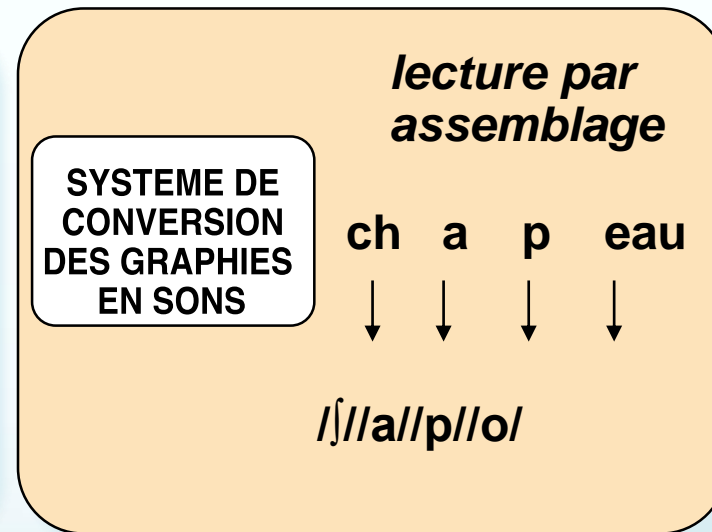 lecture par
assemblage
SYSTEME DE
CONVERSION
DES GRAPHIES
EN SONS
ch a p eau
/∫//a//p//o/